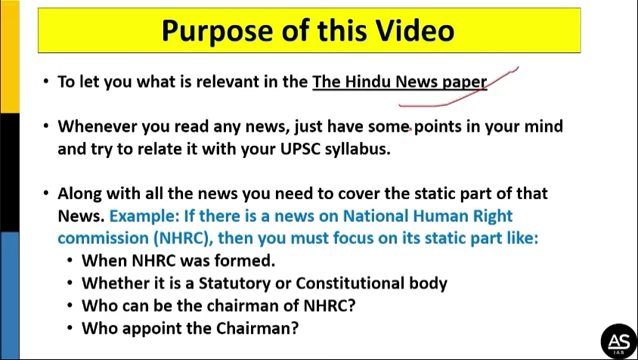 Purpose of this Video
• To let you what is relevant in the The Hindu News paper
• Whenever you read any news, just have some points in your mind
and try to relate it with your UPSC syllabus.
• Along with all the news you need to cover the static part of that
News. Example: If there is a news on National Human Right
commission (NHRC), then you must focus on its static part like:
• When NHRC was formed.
• Whether it is a Statutory or Constitutional body
• Who can be the chairman of NHRC?
• Who appoint the Chairman?
AS
IAS